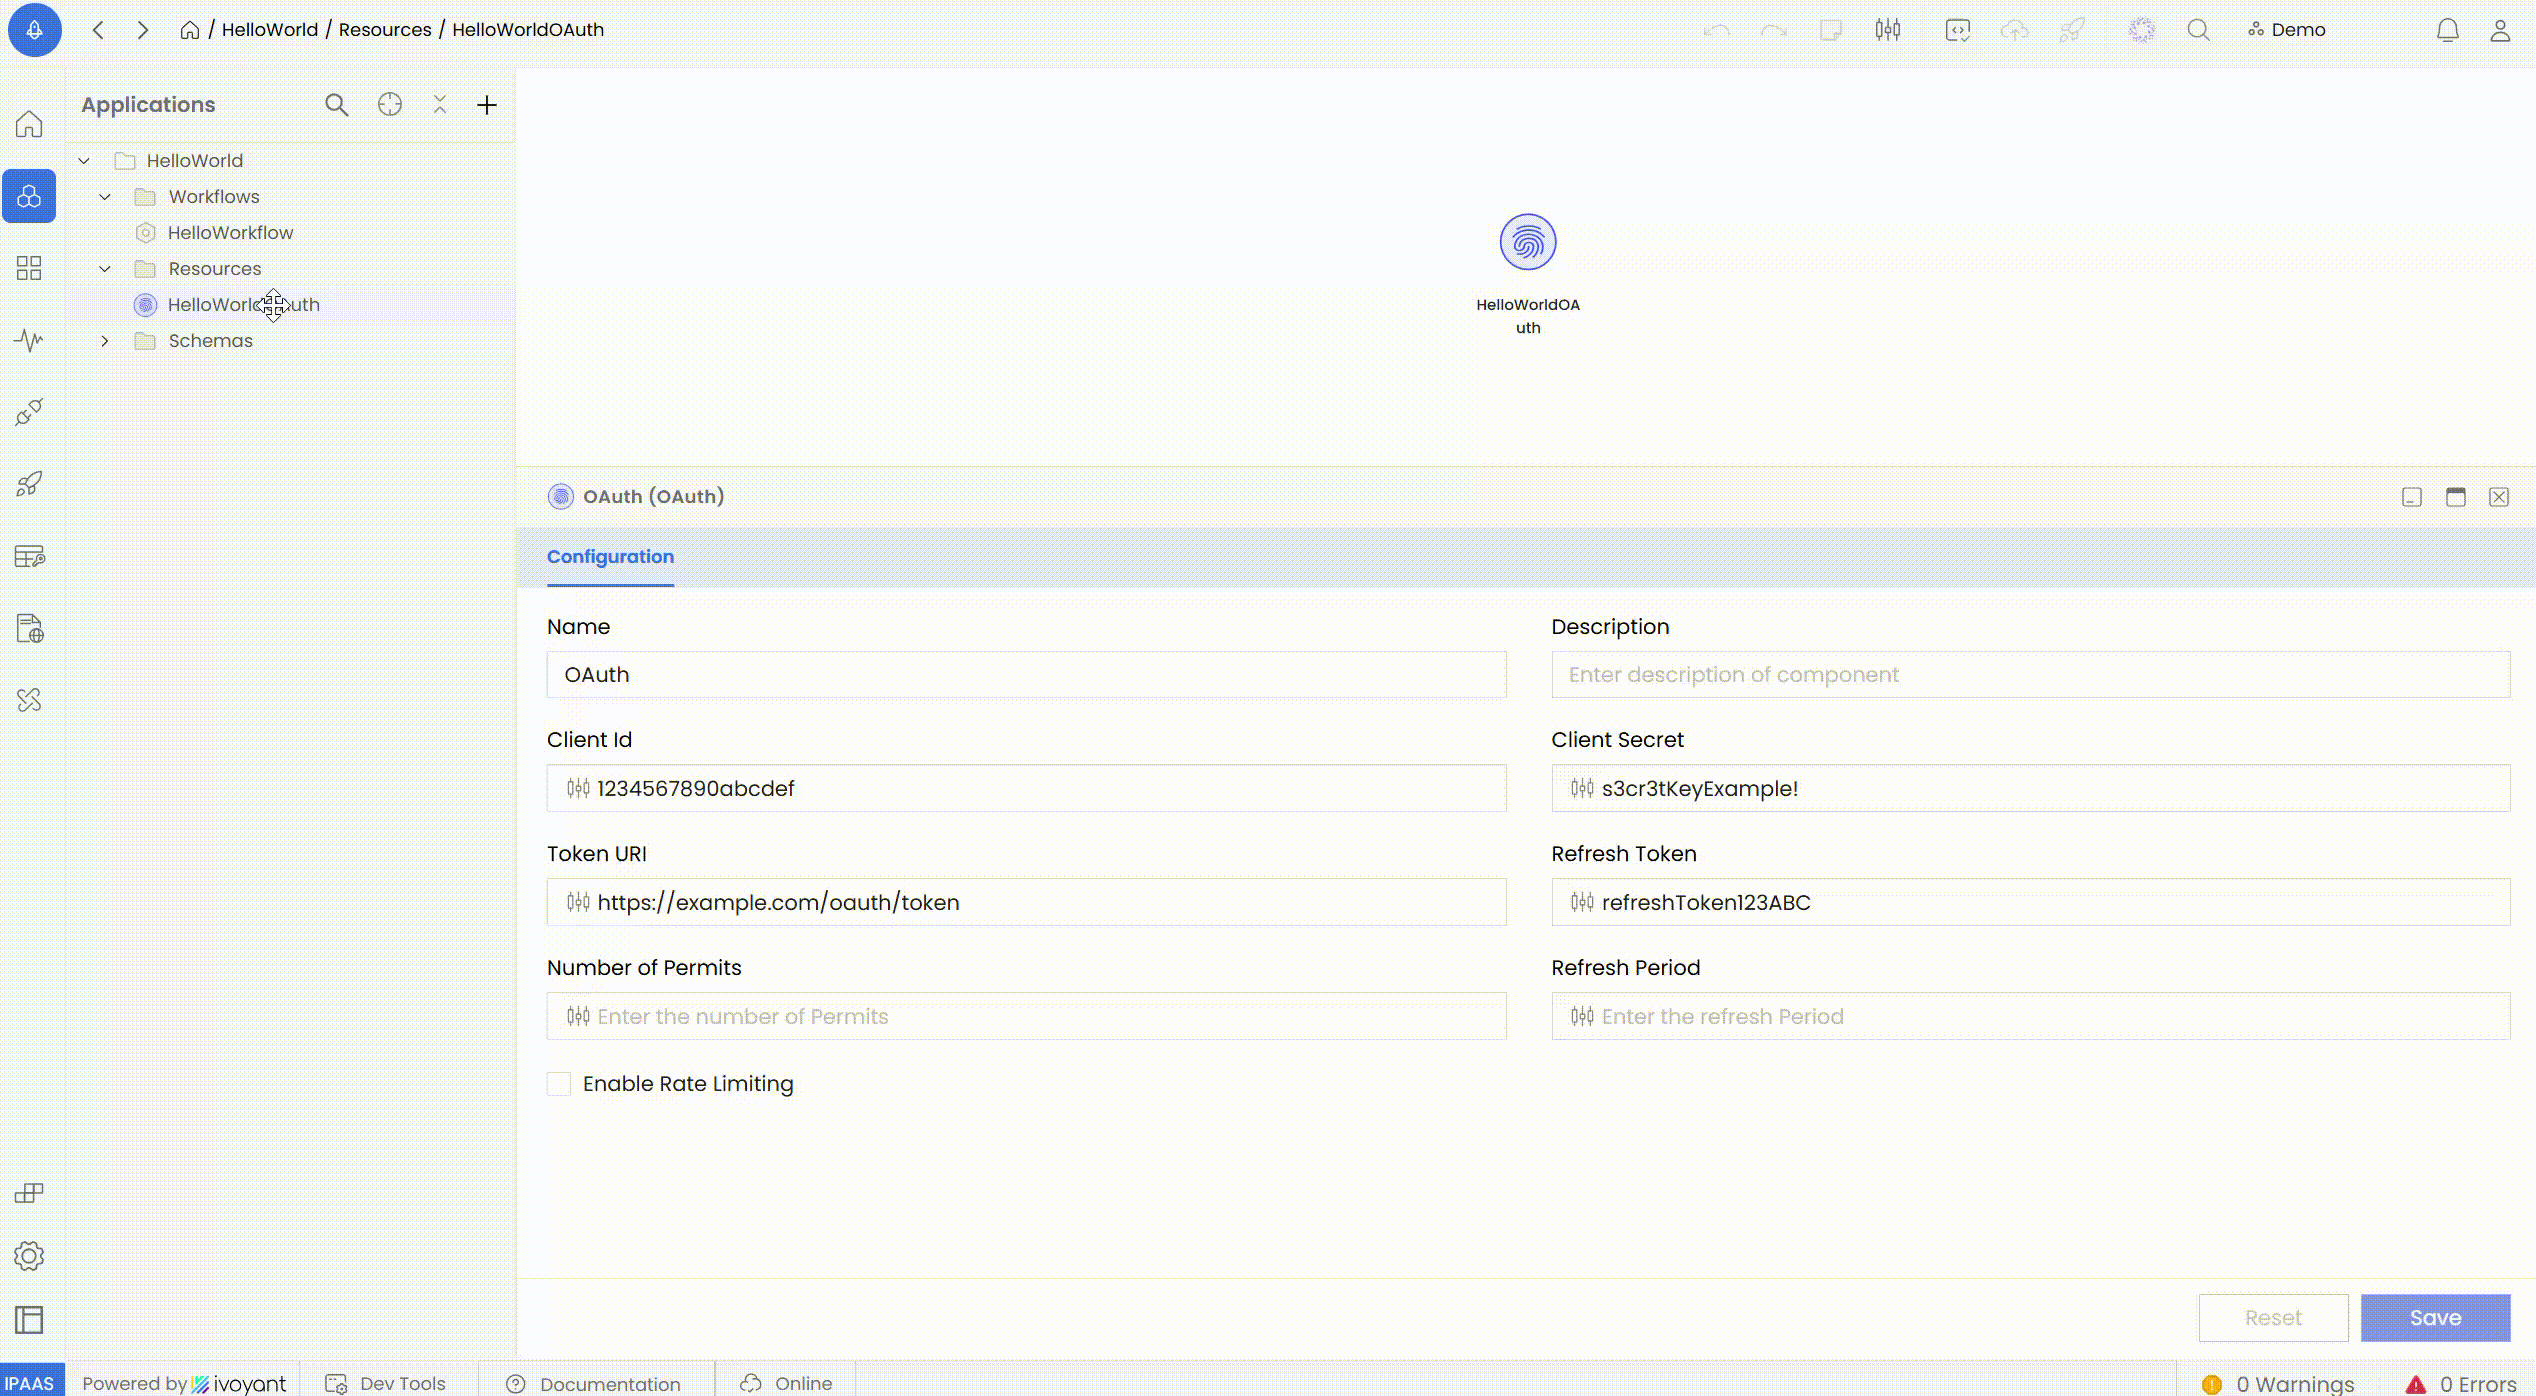 / HelloWorld / Resources / HelloWorldOAuth
Demo
Applications
HelloWorld
Workflows
HelloWorkflow
Resources
Schemas
HelloWorldOA
uth
OAuth (OAuth)
Configuration
Name
Description
OAuth
Enter description of component
Client Id
Client Secret
1234567890abcdef
s3cr3tKeyExample!
Token URI
Refresh Token
https://example.com/oauth/token
refreshToken123ABC
Number of Permits
Refresh Period
Enter the number of Permits
Enter the refresh Period
Enable Rate Limiting
Reset
Save
IPAAS
Powered by ivoyant
Dev Tools
Documentation
Online
0 Warnings
0 Errors